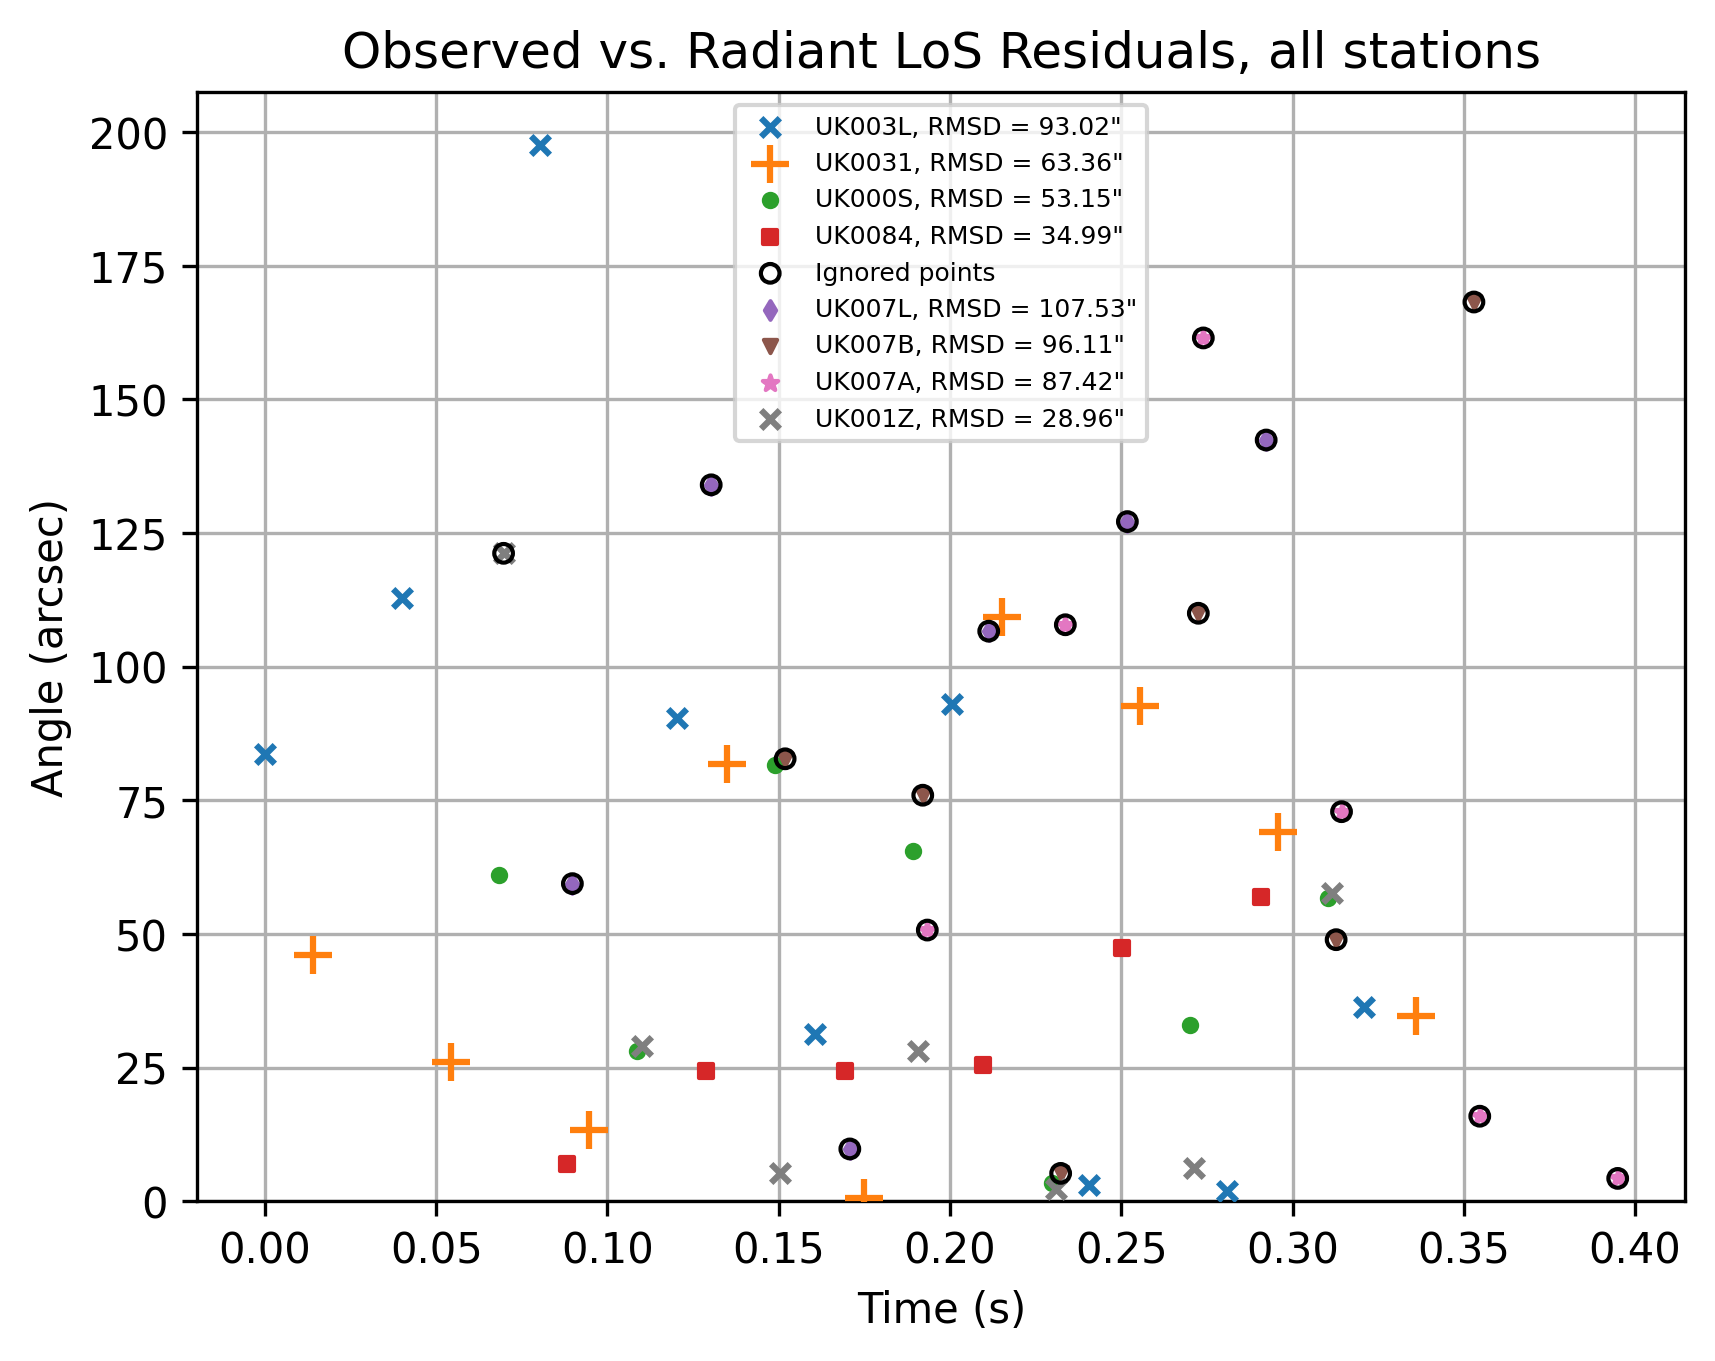 Observed vs. Radiant LoS Residuals, all stations
UK003L, RMSD = 93.02"
UK0031, RMSD = 63.36"
UK000S, RMSD = 53.15"
UK0084, RMSD = 34.99"
Ignored points
UK007L, RMSD = 107.53"
UK007B, RMSD = 96.11"
UK007A, RMSD = 87.42"
UK001Z, RMSD = 28.96"
Angle (arcsec)
200
175
150
125
100
75
50
25
0
0.00 0.05 0.10 0.15 0.20 0.25 0.30 0.35 0.40
Time (s)